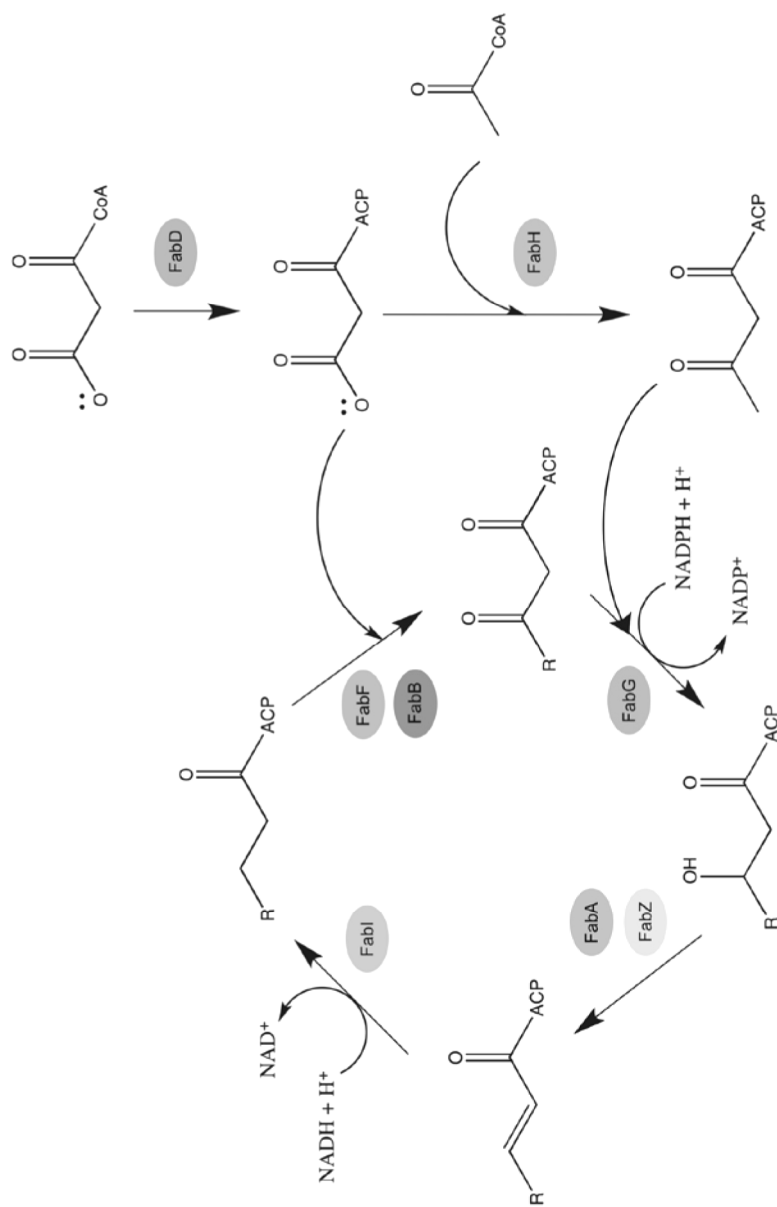 O O
O CoA
FabD
O
R ACP
NAD+
FabI
NADH + H+
O O
O ACP
FabF
FabB
O
CoA
O
R ACP
O O
R ACP
FabH
FabA
FabZ
FabG
NADPH + H+
NADP+
O O
ACP
OH O
R ACP